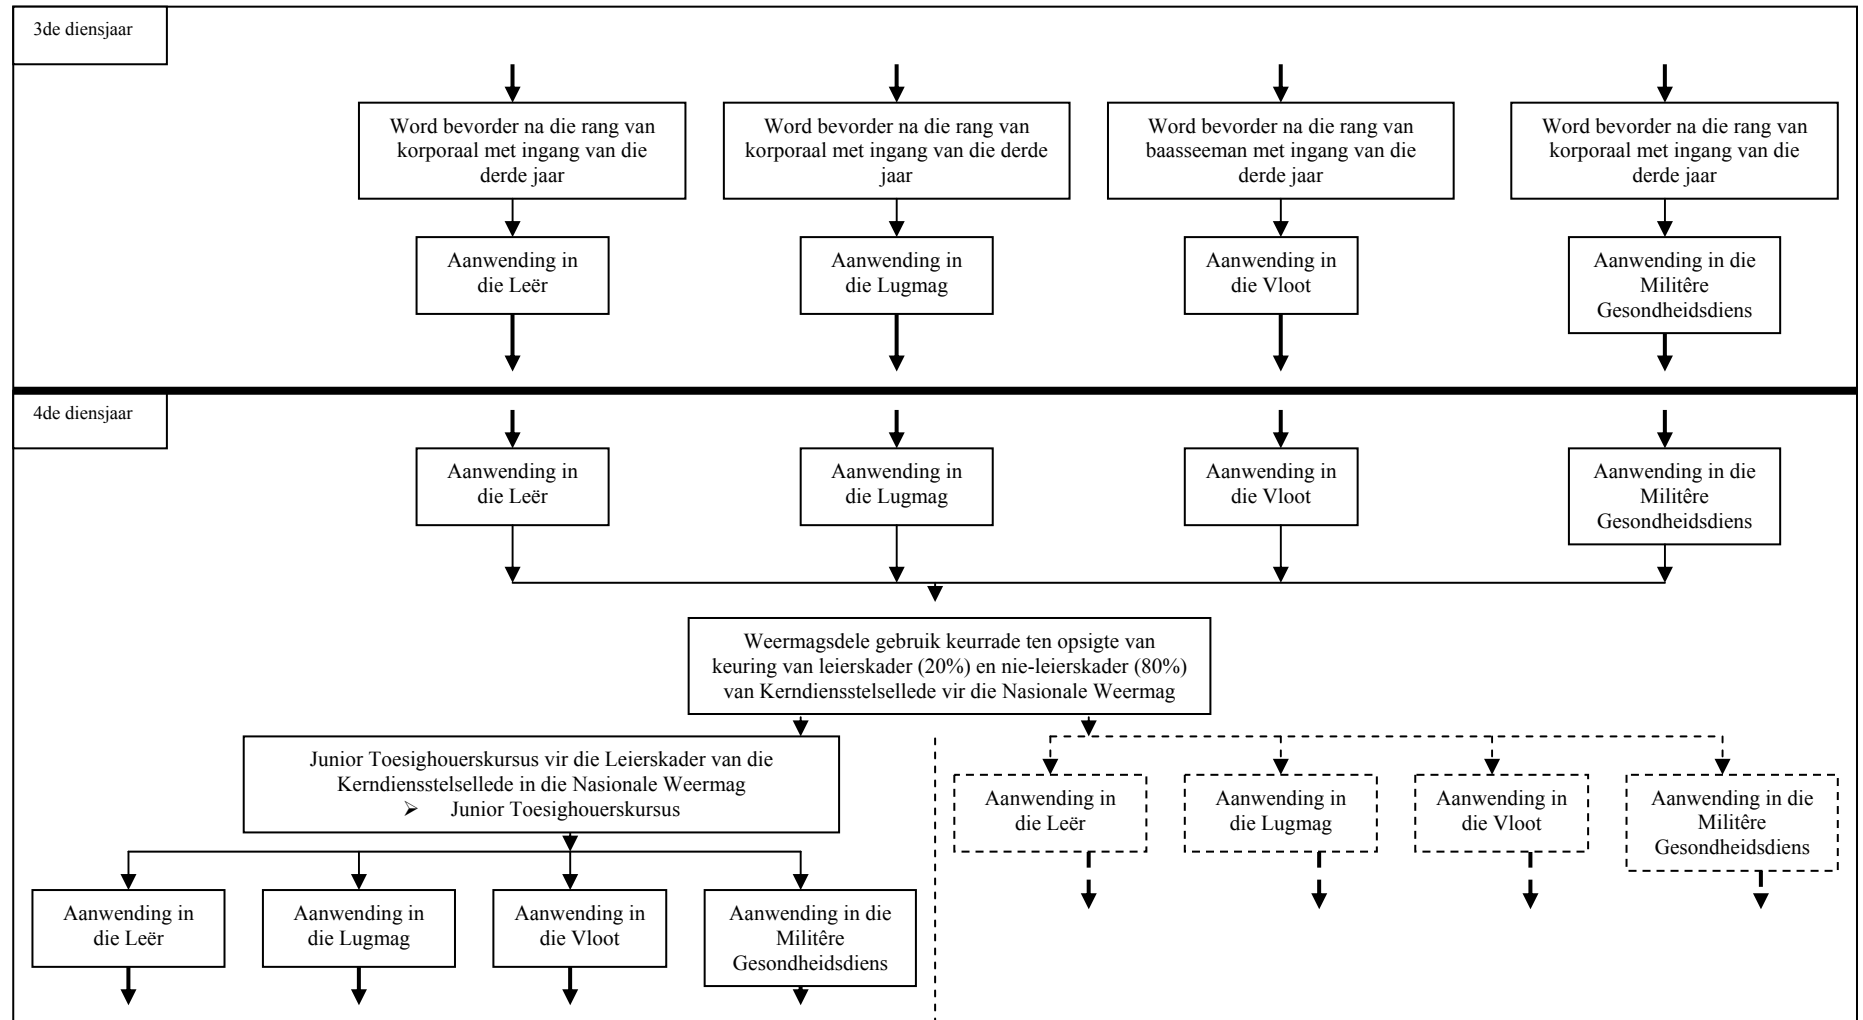 3de diensjaar
Word bevorder na die rang van
korporaal met ingang van die
derde jaar
Word bevorder na die rang van
korporaal met ingang van die derde
jaar
Word bevorder na die rang van
baasseeman met ingang van die
derde jaar
Word bevorder na die rang van
korporaal met ingang van die
derde jaar
Aanwending in
die Leër
Aanwending in
die Lugmag
Aanwending in
die Vloot
Aanwending in die
Militêre
Gesondheidsdiens
4de diensjaar
Aanwending in
die Leër
Aanwending in
die Lugmag
Aanwending in
die Vloot
Aanwending in die
Militêre
Gesondheidsdiens
Weermagsdele gebruik keurrade ten opsigte van
keuring van leierskader (20%) en nie-leierskader (80%)
van Kerndiensstelsellede vir die Nasionale Weermag
Junior Toesighouerskursus vir die Leierskader van die
Kerndiensstelsellede in die Nasionale Weermag
➢ Junior Toesighouerskursus
Aanwending in
die Leër
Aanwending in
die Lugmag
Aanwending in
die Vloot
Aanwending in die
Militêre
Gesondheidsdiens
Aanwending in
die Leër
Aanwending in
die Lugmag
Aanwending in
die Vloot
Aanwending in die
Militêre
Gesondheidsdiens